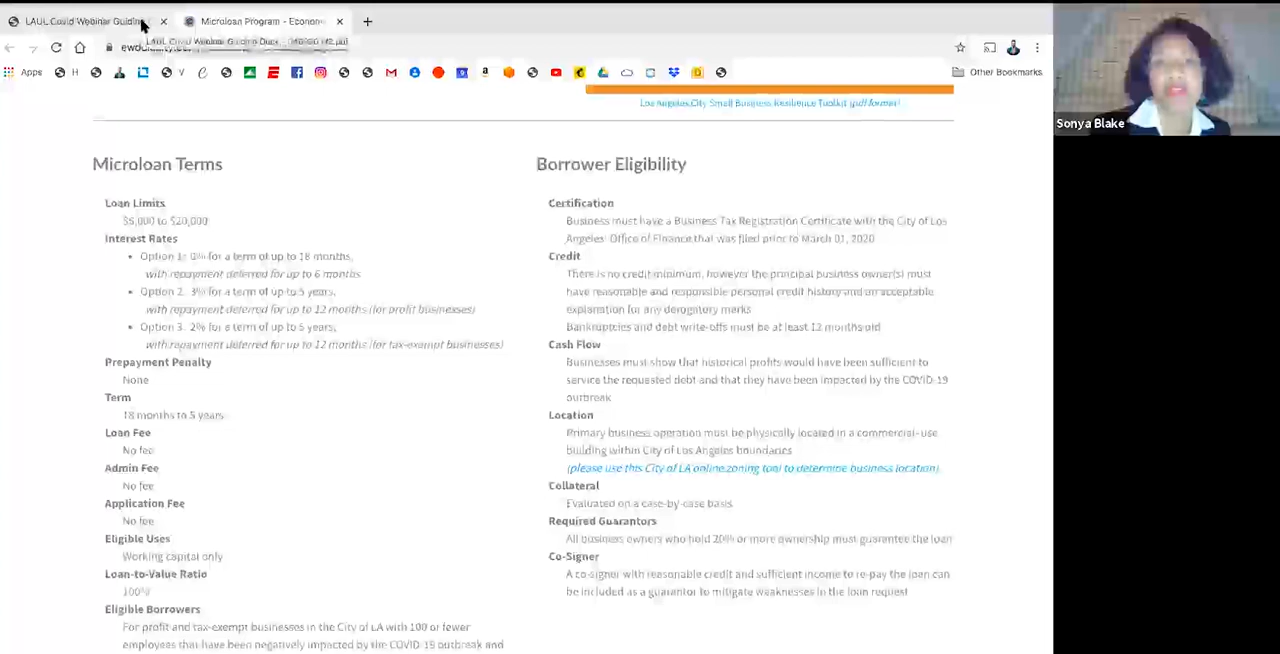 LAUL Covid Webinar Guiding
Microloan Program - Econom
LAUL Covid Webinar Guiding Duck
Apps
H
V
Other Bookmarks
Los Angeles City Small Business Resilience Toolkit (pdf format)
Sonya Blake
Microloan Terms
Loan Limits
$5,000 to $20,000
Interest Rates
Option 1: 0% for a term of up to 18 months,
with repayment deferred for up to 6 months
Option 2: 3% for a term of up to 5 years,
with repayment deferred for up to 12 months (for profit businesses)
Option 3: 2% for a term of up to 5 years,
with repayment deferred for up to 12 months (for tax-exempt businesses)
Prepayment Penalty
None
Term
18 months to 5 years
Loan Fee
No fee
Admin Fee
No fee
Application Fee
No fee
Eligible Uses
Working capital only
Loan-to-Value Ratio
100%
Eligible Borrowers
For profit and tax-exempt businesses in the City of LA with 100 or fewer
employees that have been negatively impacted by the COVID-19 outbreak and
Borrower Eligibility
Certification
Business must have a Business Tax Registration Certificate with the City of Los
Angeles' Office of Finance that was filed prior to March 01, 2020
Credit
There is no credit minimum, however the principal business owner(s) must
have reasonable and responsible personal credit history and an acceptable
explanation for any derogatory marks
Bankruptcies and debt write-offs must be at least 12 months old
Cash Flow
Businesses must show that historical profits would have been sufficient to
service the requested debt and that they have been impacted by the COVID-19
outbreak
Location
Primary business operation must be physically located in a commercial-use
building within City of Los Angeles boundaries
(please use this City of LA online zoning tool to determine business location)
Collateral
Evaluated on a case-by-case basis
Required Guarantors
All business owners who hold 20% or more ownership must guarantee the loan
Co-Signer
A co-signer with reasonable credit and sufficient income to re-pay the loan can
be included as a guarantor to mitigate weaknesses in the loan request